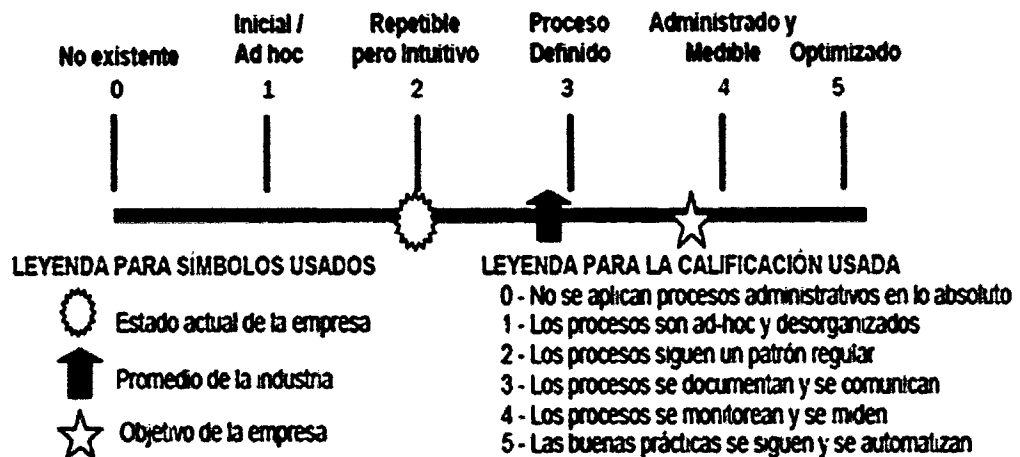 No existente
0
Inicial /
Ad hoc
1
Repetible
pero Intuitivo
2
Proceso
Definido
3
Administrado y
Medible
4
Optimizado
5
LEYENDA PARA SÍMBOLOS USADOS
Estado actual de la empresa
Promedio de la industria
Objetivo de la empresa
LEYENDA PARA LA CALIFICACIÓN USADA
0 - No se aplican procesos administrativos en lo absoluto
1 - Los procesos son ad-hoc y desorganizados
2 - Los procesos siguen un patrón regular
3 - Los procesos se documentan y se comunican
4 - Los procesos se monitorean y se miden
5 - Las buenas prácticas se siguen y se automatizan